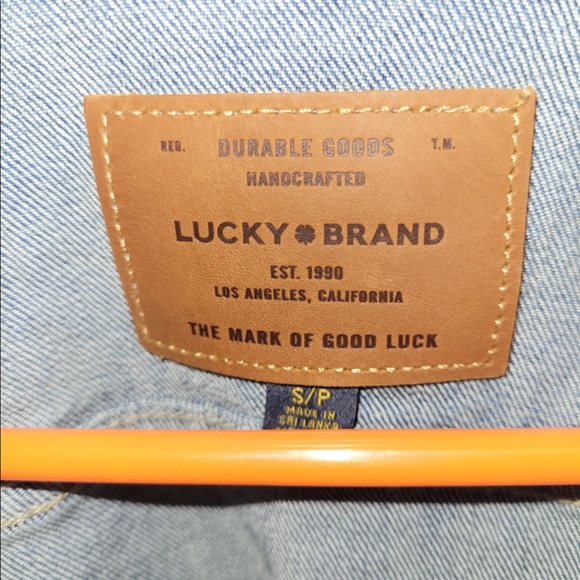 REG. DURABLE GOODS T.M.
HANDCRAFTED
LUCKY BRAND
EST. 1990
LOS ANGELES, CALIFORNIA
THE MARK OF GOOD LUCK
S/P
MADE IN
SRI LANKA